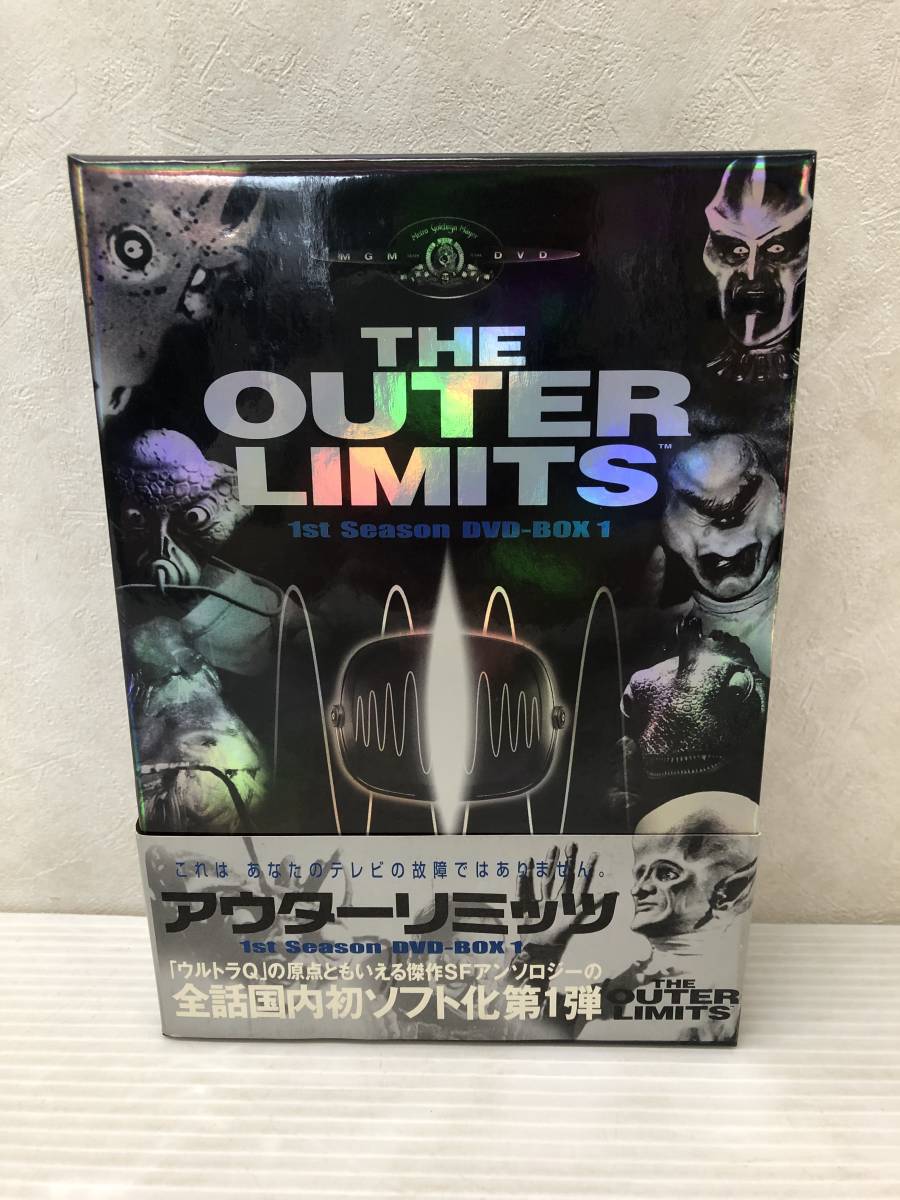 Metro Goldwyn Mayer
MGM DVD
THE
OUTER
LIMITS™
1st Season DVD-BOX 1
これは あなたのテレビの故障ではありません。
アウターリミッツ
1st Season DVD-BOX 1
「ウルトラQ」の原点ともいえる傑作SFアンソロジーの
全話国内初ソフト化第1弾
THE
OUTER
LIMITS